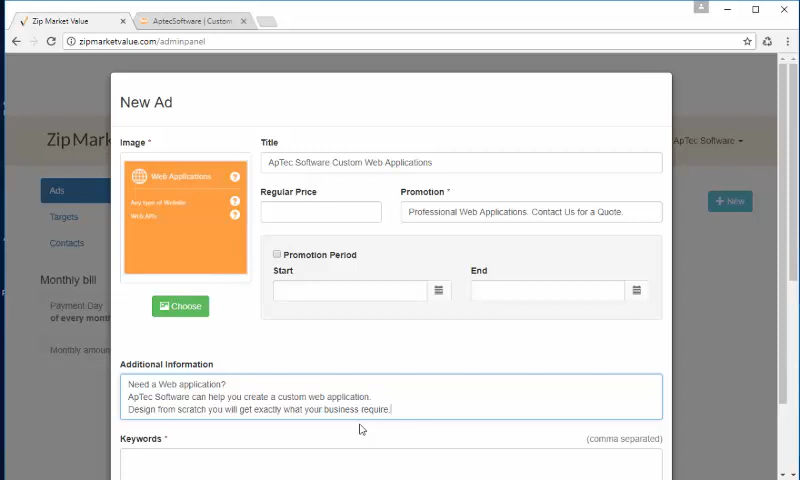 Zip Market Value
AptecSoftware | Custom
zipmarketvalue.com/adminpanel
New Ad
Zip Mark
ApTec Software
Ads
Targets
Contacts
New
Monthly bill
Payment Day
of every month
Monthly amoun
Image *
Web Applications
Any type of Website
Web APIs
Choose
Title
ApTec Software Custom Web Applications
Regular Price
Promotion *
Professional Web Applications. Contact Us for a Quote.
Promotion Period
Start
End
Additional Information
Need a Web application?
ApTec Software can help you create a custom web application.
Design from scratch you will get exactly what your business require.
Keywords *
(comma separated)